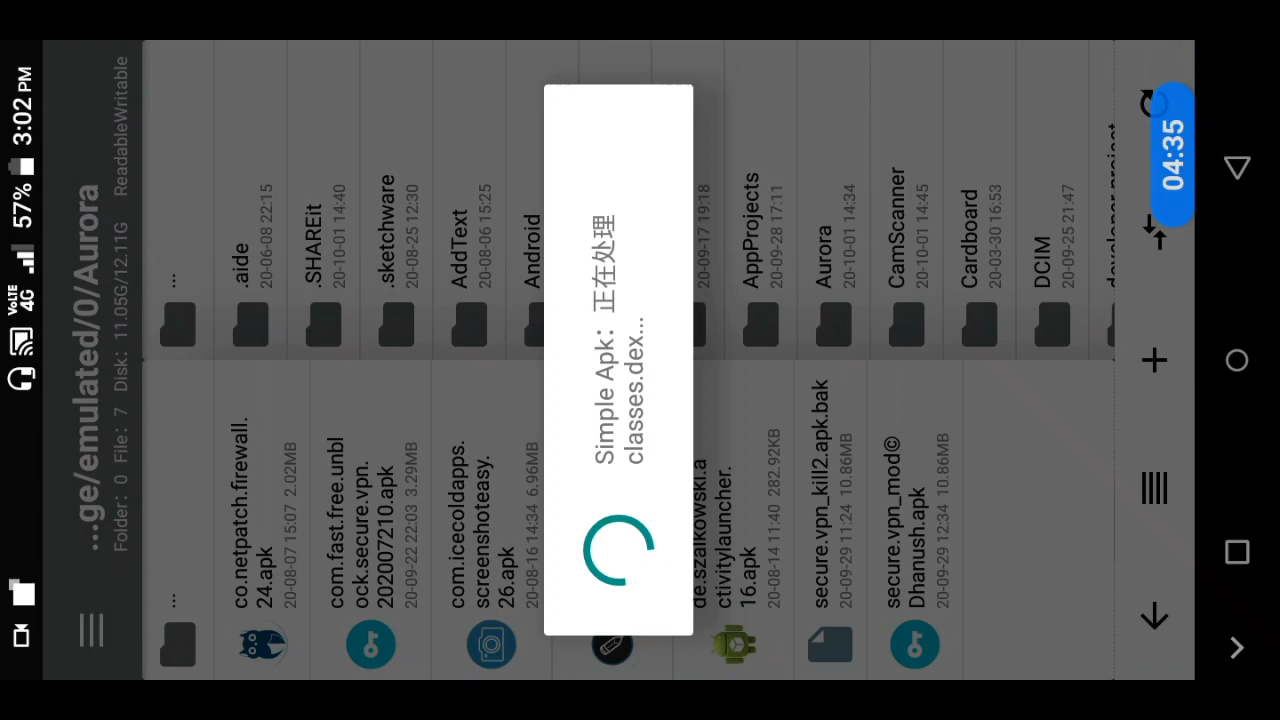 57% 3:02 PM
VoLTE 4G
...ge/emulated/0/Aurora
Folder: 0 File: 7 Disk: 11.05G/12.11G ReadableWritable
...
co.netpatch.firewall.
24.apk
20-08-07 15:07 2.02MB
com.fast.free.unbl
ock.secure.vpn.
202007210.apk
20-09-22 22:03 3.29MB
com.icecoldapps.
screenshoteasy.
26.apk
20-08-16 14:34 6.96MB
de.szalkowski.a
ctivitylauncher.
16.apk
20-08-14 11:40 282.92KB
secure.vpn_kill2.apk.bak
20-09-29 11:24 10.86MB
secure.vpn_mod©
Dhanush.apk
20-09-29 12:34 10.86MB
...
.aide
20-06-08 22:15
.SHAREit
20-10-01 14:40
.sketchware
20-08-25 12:30
AddText
20-08-06 15:25
Android
20-09-17 19:18
AppProjects
20-09-28 17:11
Aurora
20-10-01 14:34
CamScanner
20-10-01 14:45
Cardboard
20-03-30 16:53
DCIM
20-09-25 21:47
Simple Apk：正在处理
classes.dex...
04:35